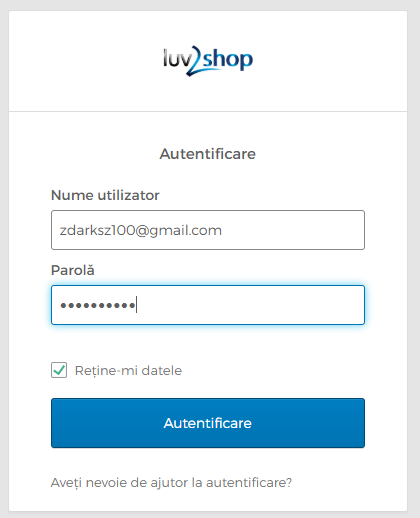 luv2shop
Autentificare
Nume utilizator
zdarksz100@gmail.com
Parolă
••••••••••
Reține-mi datele
Autentificare
Aveți nevoie de ajutor la autentificare?